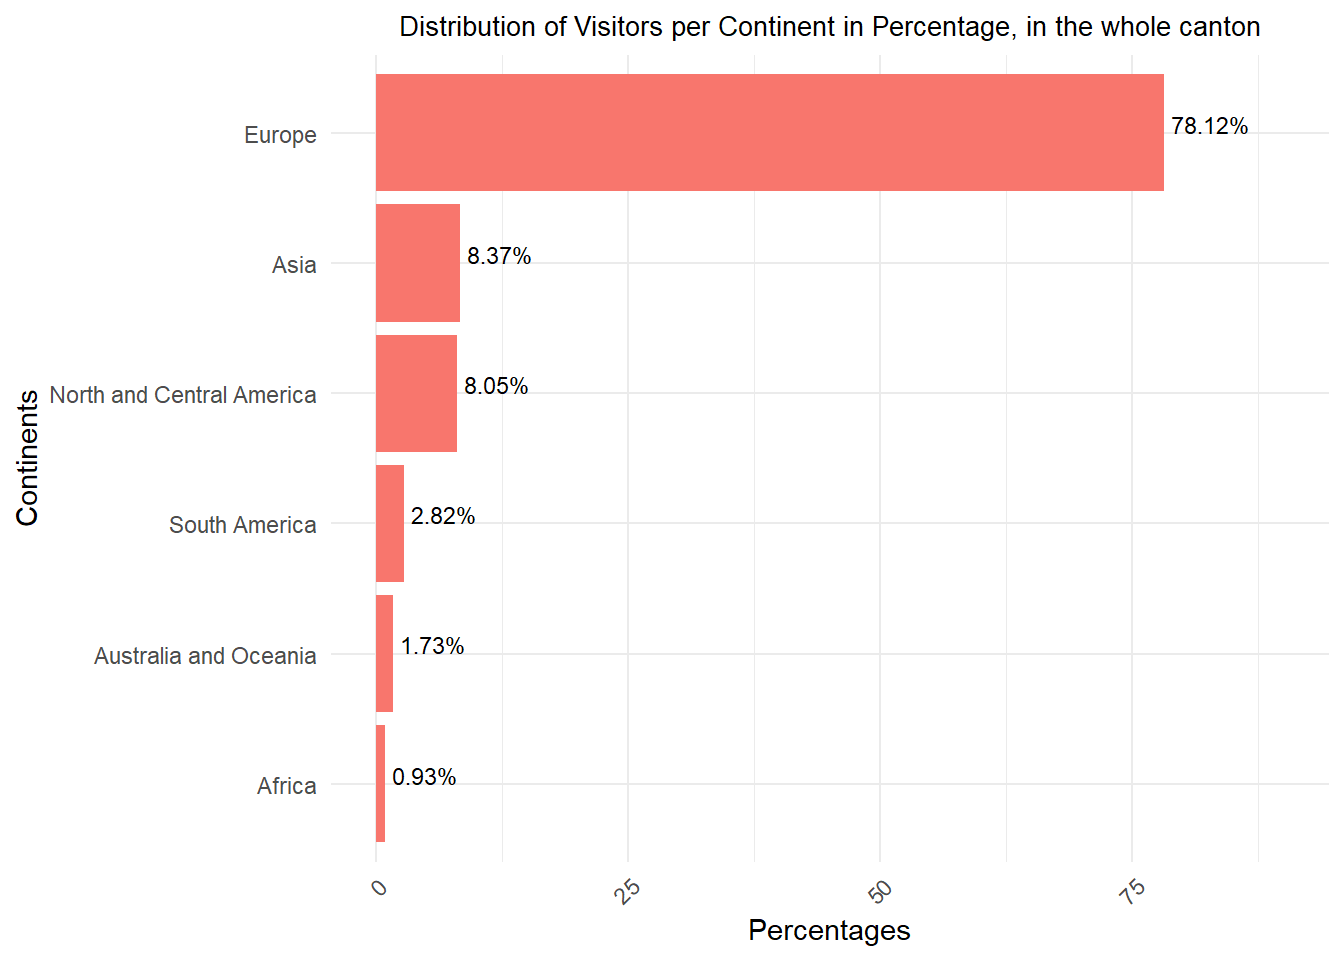 Distribution of Visitors per Continent in Percentage, in the whole canton
Continents
Europe
78.12%
Asia
8.37%
North and Central America
8.05%
South America
2.82%
Australia and Oceania
1.73%
Africa
0.93%
0
25
50
75
Percentages